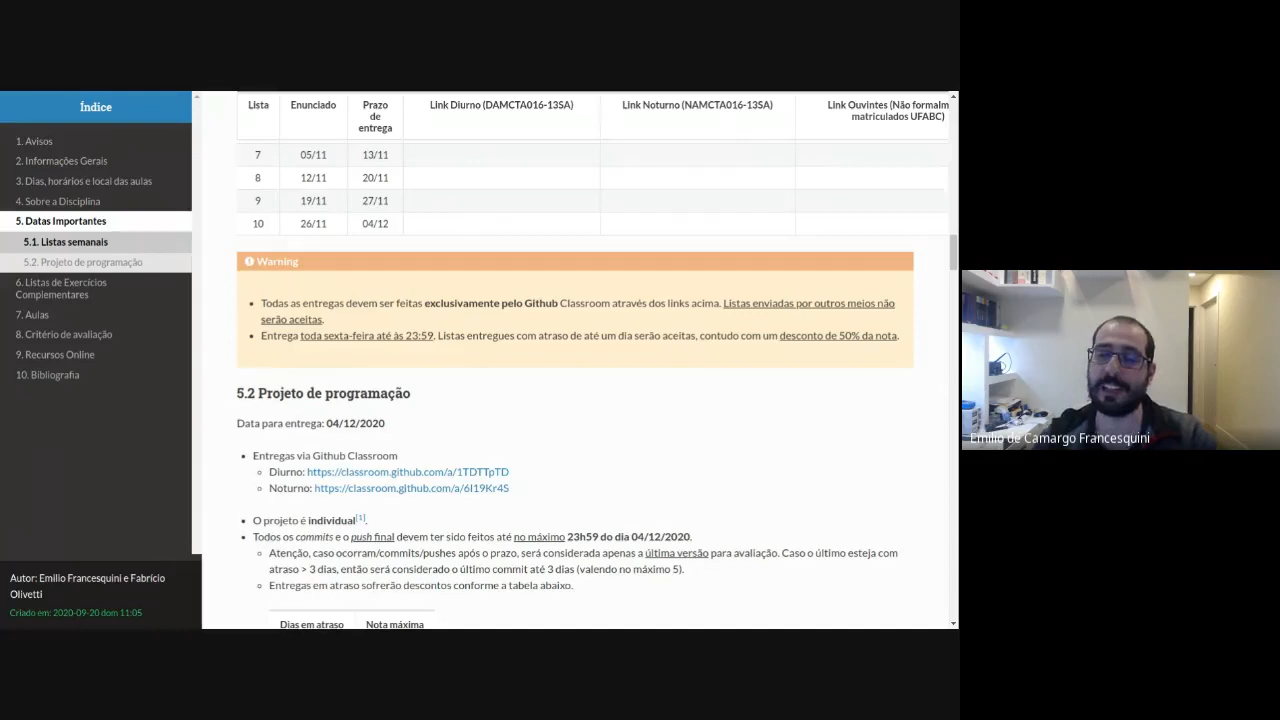 Índice
1. Avisos
2. Informações Gerais
3. Dias, horários e local das aulas
4. Sobre a Disciplina
5. Datas Importantes
5.1. Listas semanais
5.2. Projeto de programação
6. Listas de Exercícios
Complementares
7. Aulas
8. Critério de avaliação
9. Recursos Online
10. Bibliografia
Autor: Emilio Francesquini e Fabrício
Olivetti
Criado em: 2020-09-20 dom 11:05
Lista Enunciado Prazo de entrega Link Diurno (DAMCTA016-13SA) Link Noturno (NAMCTA016-13SA) Link Ouvintes (Não formalm matriculados UFABC)
7 05/11 13/11
8 12/11 20/11
9 19/11 27/11
10 26/11 04/12
Warning
• Todas as entregas devem ser feitas exclusivamente pelo Github Classroom através dos links acima. Listas enviadas por outros meios não
serão aceitas.
• Entrega toda sexta-feira até às 23:59. Listas entregues com atraso de até um dia serão aceitas, contudo com um desconto de 50% da nota.
5.2 Projeto de programação
Data para entrega: 04/12/2020
• Entregas via Github Classroom
◦ Diurno: https://classroom.github.com/a/1TDTTpTD
◦ Noturno: https://classroom.github.com/a/6I19Kr4S
• O projeto é individual[1].
• Todos os commits e o push final devem ter sido feitos até no máximo 23h59 do dia 04/12/2020.
◦ Atenção, caso ocorram/commits/pushes após o prazo, será considerada apenas a última versão para avaliação. Caso o último esteja com
atraso > 3 dias, então será considerado o último commit até 3 dias (valendo no máximo 5).
◦ Entregas em atraso sofrerão descontos conforme a tabela abaixo.
Dias em atraso Nota máxima
Emilio de Camargo Francesquini